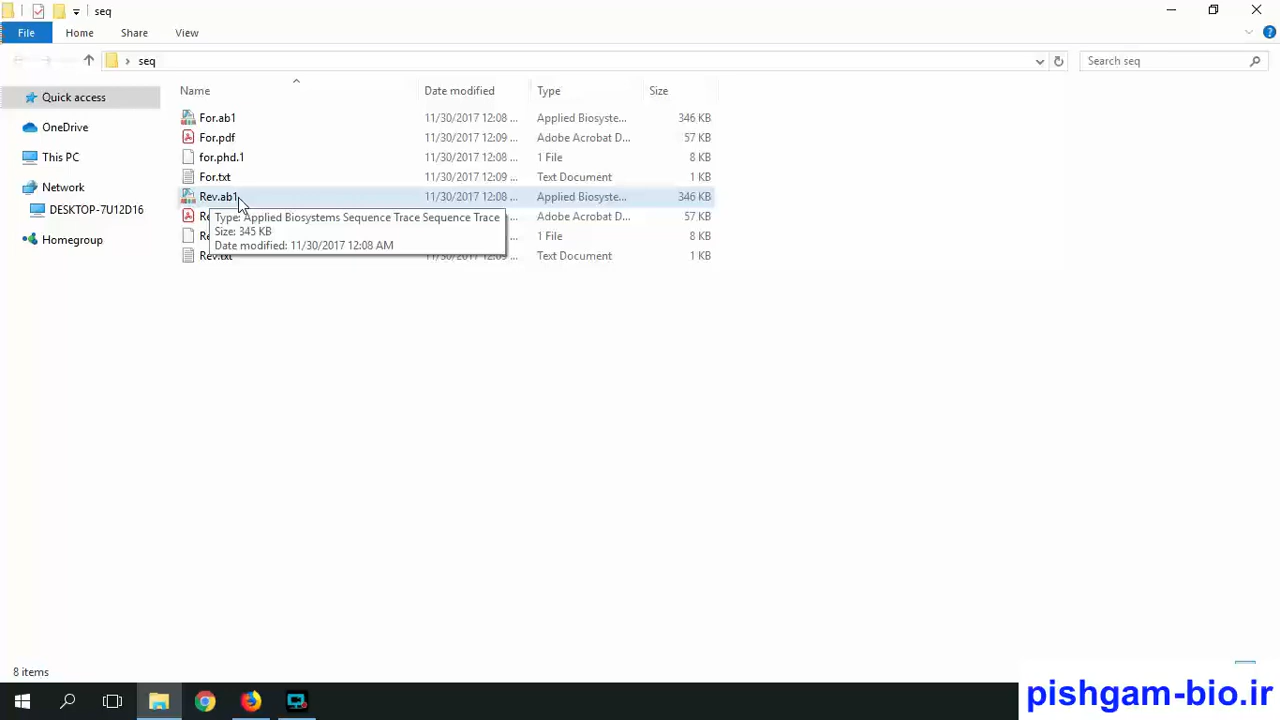 seq
File Home Share View
seq
Search seq
Name Date modified Type Size
Quick access
OneDrive
This PC
Network
DESKTOP-7U12D16
Homegroup
For.ab1 11/30/2017 12:08 ... Applied Biosyste... 346 KB
For.pdf 11/30/2017 12:09 ... Adobe Acrobat D... 57 KB
for.phd.1 11/30/2017 12:08 ... 1 File 8 KB
For.txt 11/30/2017 12:09 ... Text Document 1 KB
Rev.ab1 11/30/2017 12:08 ... Applied Biosyste... 346 KB
Adobe Acrobat D... 57 KB
1 File 8 KB
Rev.txt 11/30/2017 12:09 ... Text Document 1 KB
Type: Applied Biosystems Sequence Trace Sequence Trace
Size: 345 KB
Date modified: 11/30/2017 12:08 AM
8 items
pishgam-bio.ir